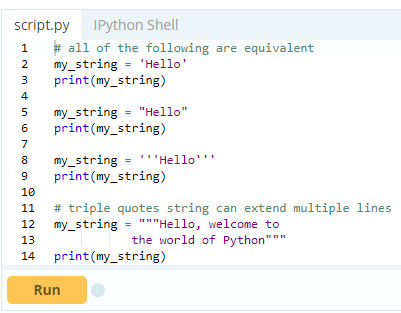 script.py IPython Shell
1 # all of the following are equivalent
2 my_string = 'Hello'
3 print(my_string)
4
5 my_string = "Hello"
6 print(my_string)
7
8 my_string = '''Hello'''
9 print(my_string)
10
11 # triple quotes string can extend multiple lines
12 my_string = """Hello, welcome to
13           the world of Python"""
14 print(my_string)
Run